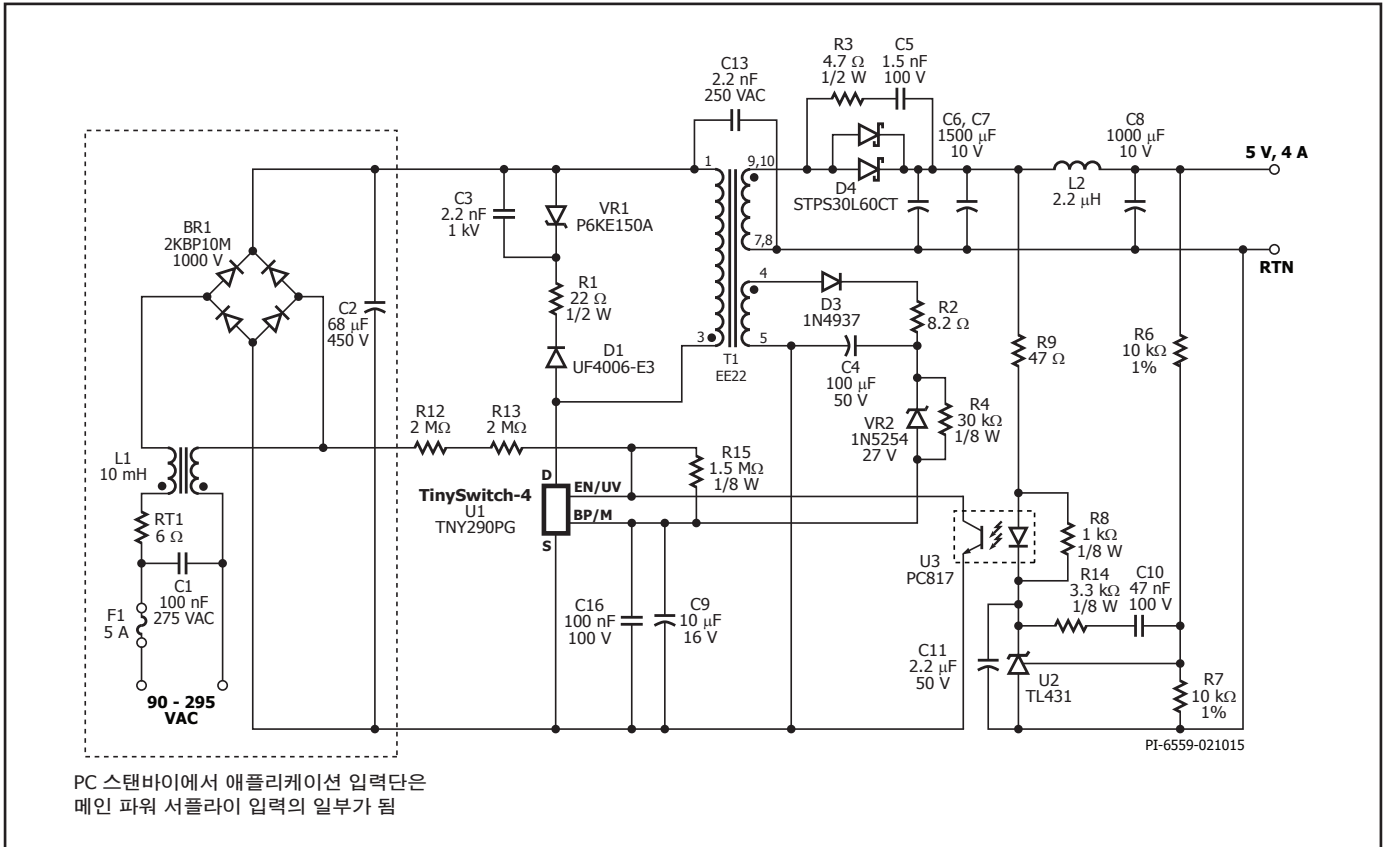 C13
2.2 nF
250 VAC
R3
4.7 Ω
1/2 W
C5
1.5 nF
100 V
C6, C7
1500 μF
10 V
C8
1000 μF
10 V
5 V, 4 A
1
9,10
D4
STPS30L60CT
L2
2.2 μH
C3
2.2 nF
1 kV
VR1
P6KE150A
7,8
RTN
BR1
2KBP10M
1000 V
4
R1
22 Ω
1/2 W
D3
1N4937
R2
8.2 Ω
C2
68 μF
450 V
3
5
T1
EE22
D1
UF4006-E3
C4
100 μF
50 V
R9
47 Ω
R6
10 kΩ
1%
VR2
1N5254
27 V
R4
30 kΩ
1/8 W
R12
2 MΩ
R13
2 MΩ
L1
10 mH
R15
1.5 MΩ
1/8 W
D
TinySwitch-4
U1
TNY290PG
EN/UV
BP/M
S
RT1
6 Ω
R8
1 kΩ
1/8 W
U3
PC817
R14
3.3 kΩ
1/8 W
C10
47 nF
100 V
C1
100 nF
275 VAC
F1
5 A
C16
100 nF
100 V
C9
10 μF
16 V
C11
2.2 μF
50 V
U2
TL431
R7
10 kΩ
1%
90 - 295
VAC
PI-6559-021015
PC 스탠바이에서 애플리케이션 입력단은
메인 파워 서플라이 입력의 일부가 됨